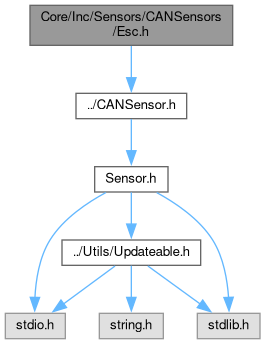 Core/Inc/Sensors/CANSensors
/Esc.h
../CANSensor.h
Sensor.h
../Utils/Updateable.h
stdio.h
string.h
stdlib.h